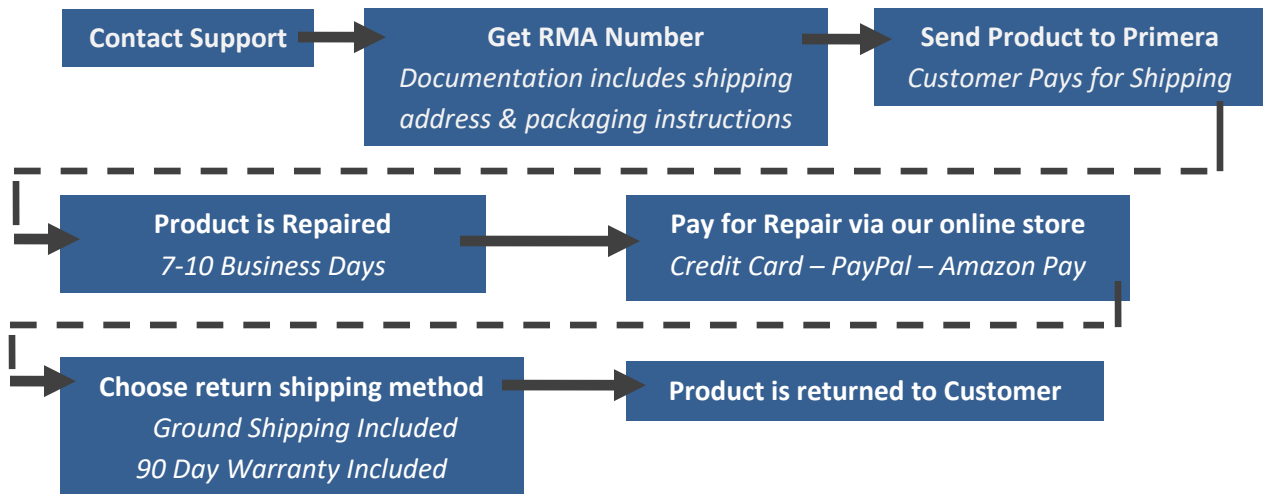 Contact Support
Get RMA Number
Documentation includes shipping
address & packaging instructions
Send Product to Primera
Customer Pays for Shipping
Product is Repaired
7-10 Business Days
Pay for Repair via our online store
Credit Card – PayPal – Amazon Pay
Choose return shipping method
Ground Shipping Included
90 Day Warranty Included
Product is returned to Customer